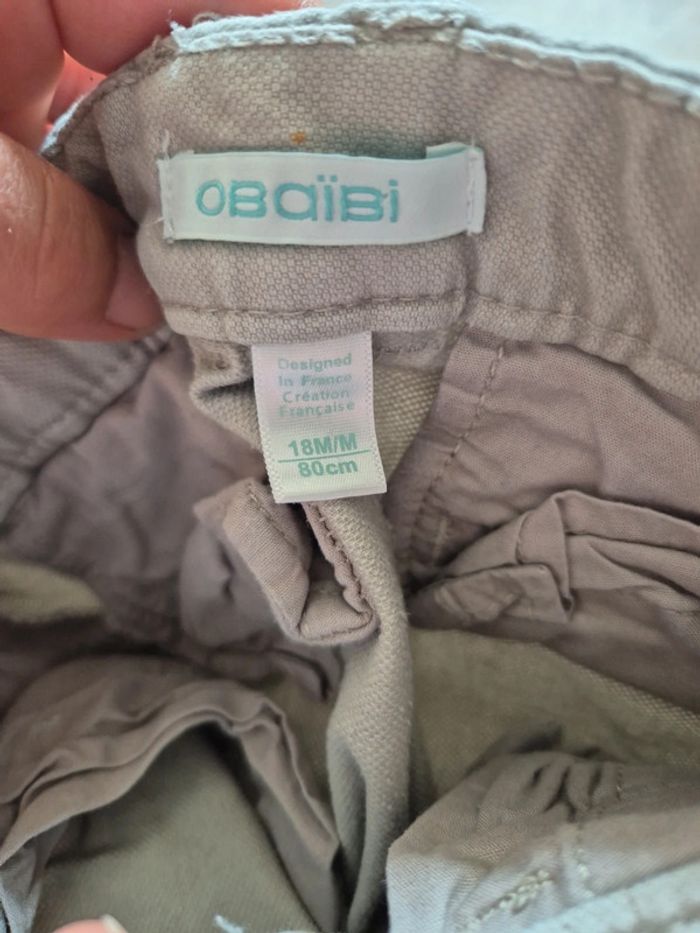 OBaïBi
Designed
In France
Création
Française
18M/M
80cm